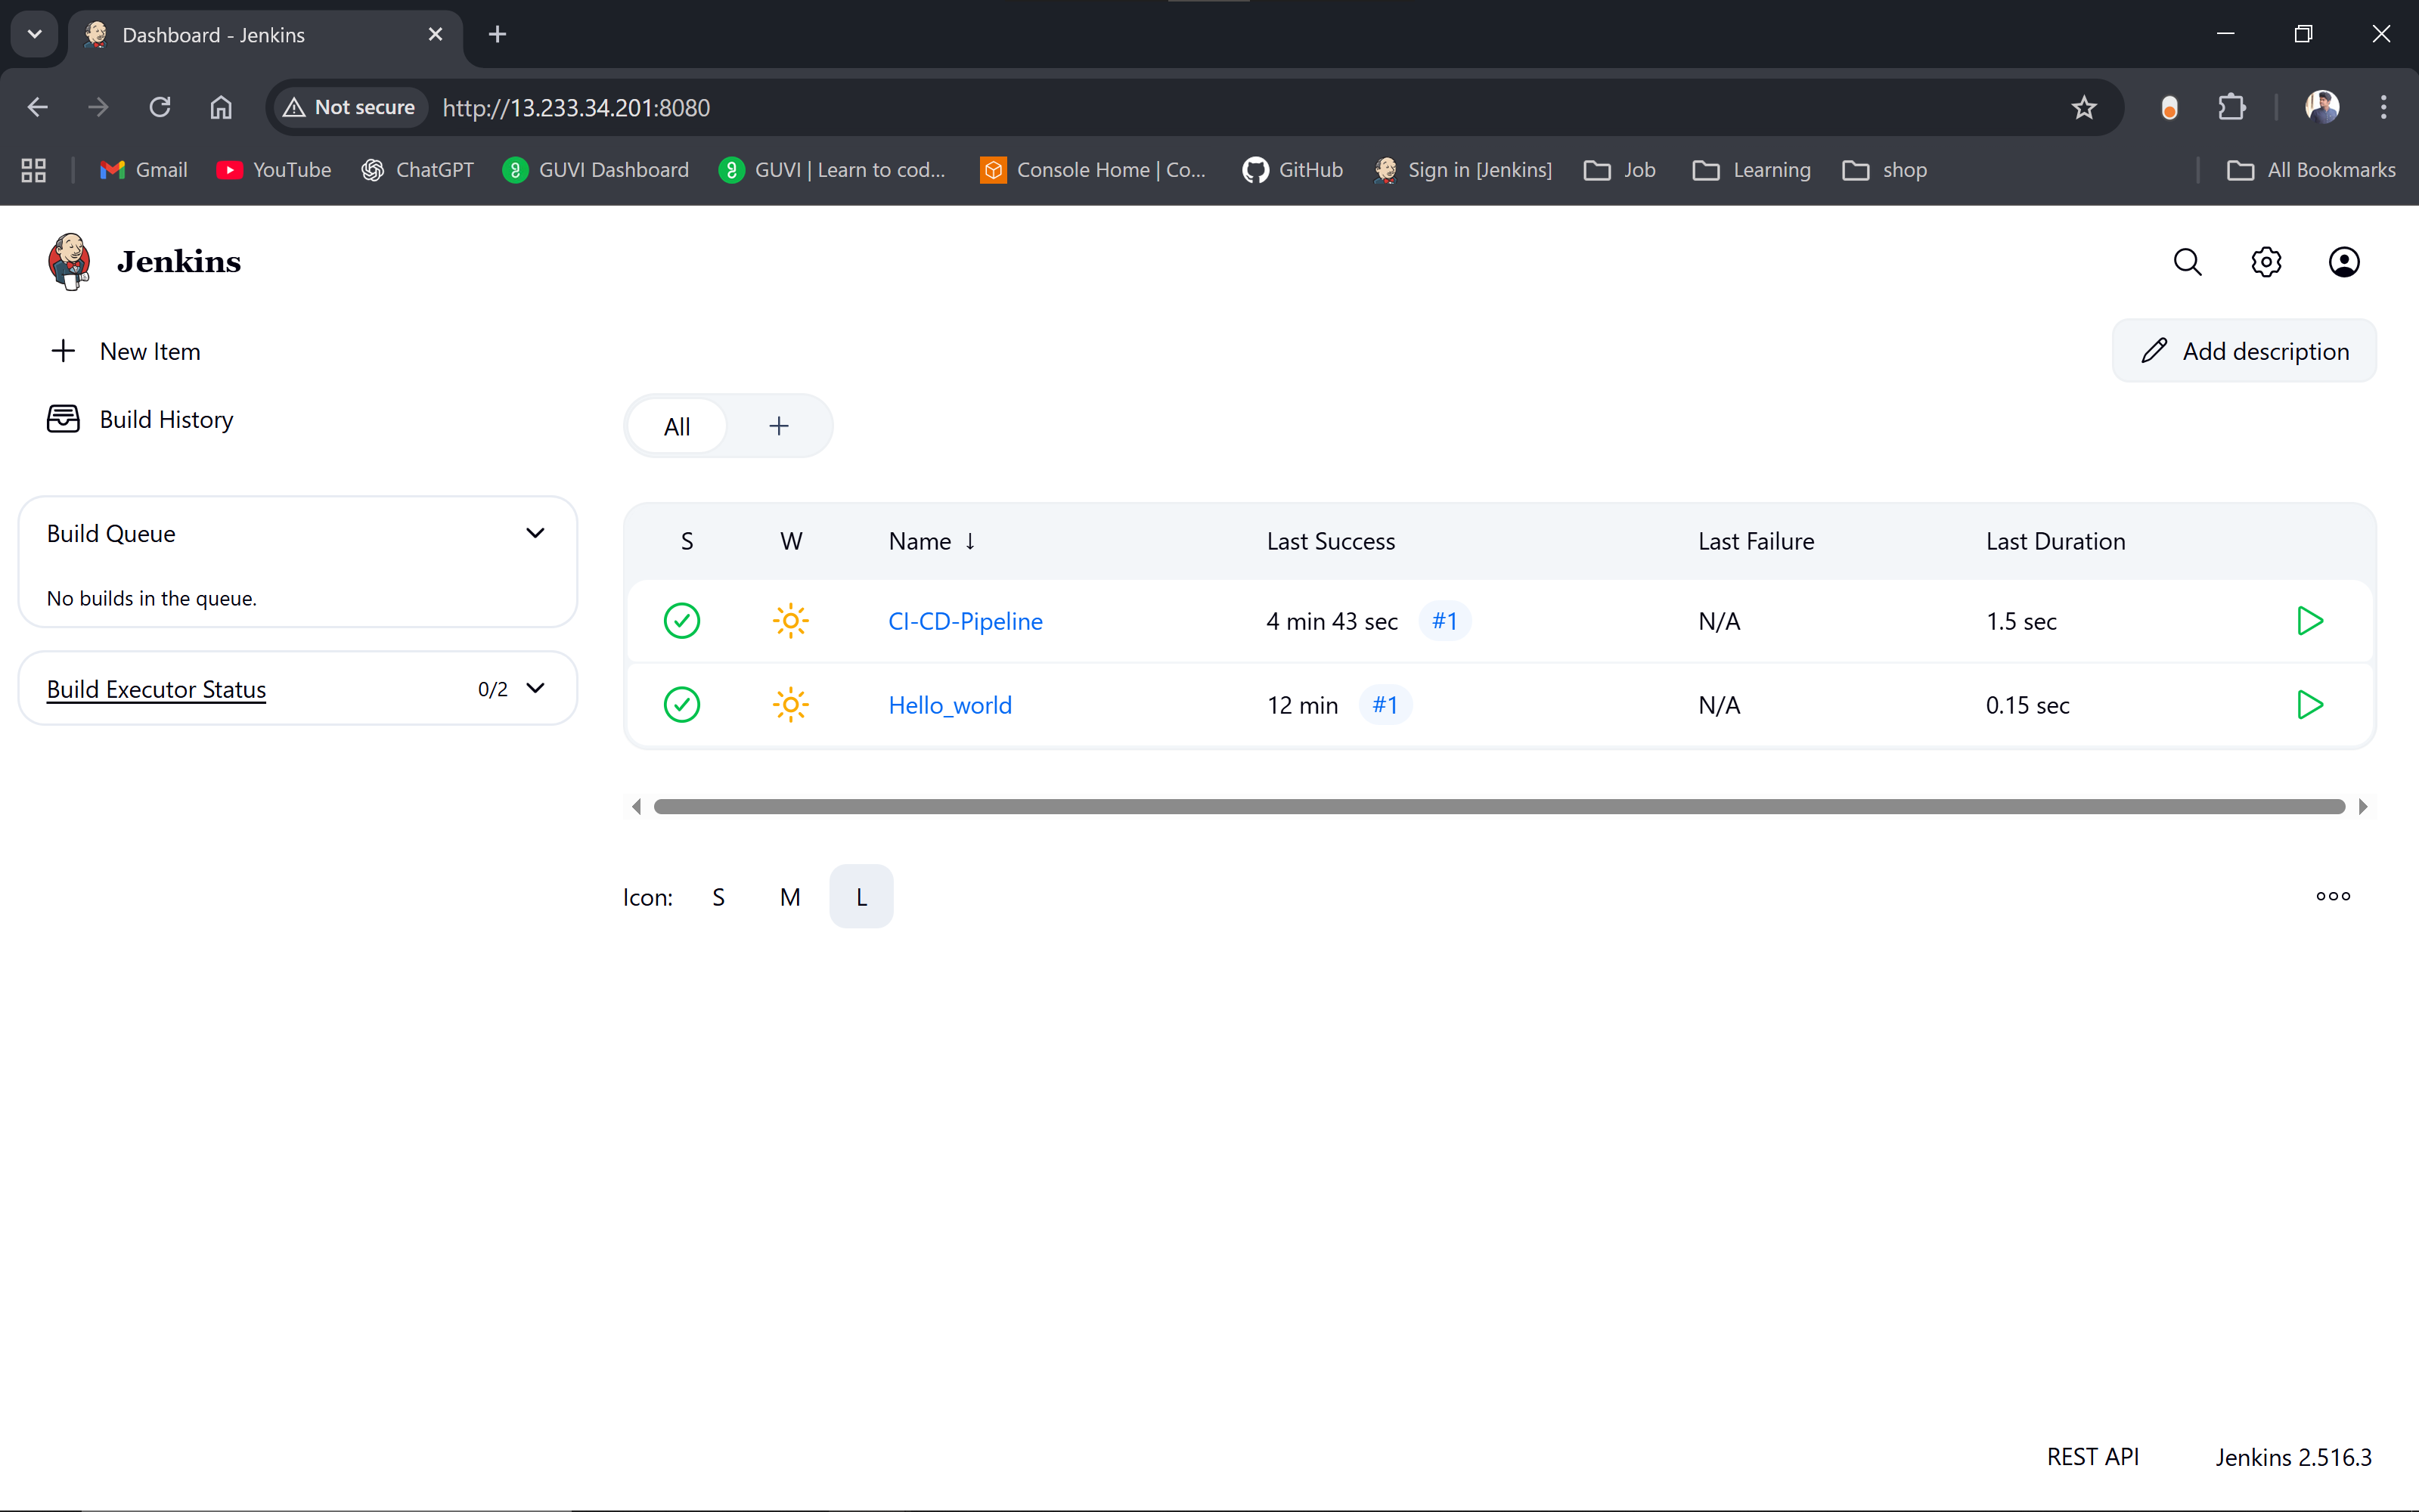 Dashboard - Jenkins
Not secure http://13.233.34.201:8080
Gmail YouTube ChatGPT GUVI Dashboard GUVI | Learn to cod... Console Home | Co... GitHub Sign in [Jenkins] Job Learning shop All Bookmarks
Jenkins
New Item
Build History
Add description
All
Build Queue
No builds in the queue.
Build Executor Status 0/2
S W Name ↓ Last Success Last Failure Last Duration
CI-CD-Pipeline 4 min 43 sec #1 N/A 1.5 sec
Hello_world 12 min #1 N/A 0.15 sec
Icon: S M L
REST API Jenkins 2.516.3